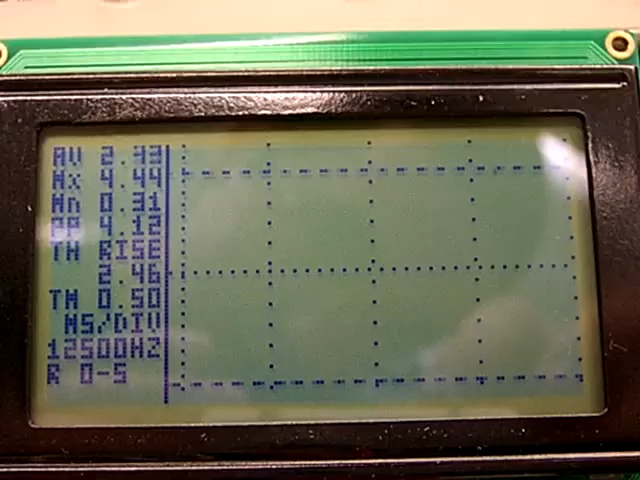 AV 2.33
Mx 4.44
Mn 0.31
PP 4.12
TH RISE
2.46
TM 0.50
MS/DIV
12500HZ
R 0-5